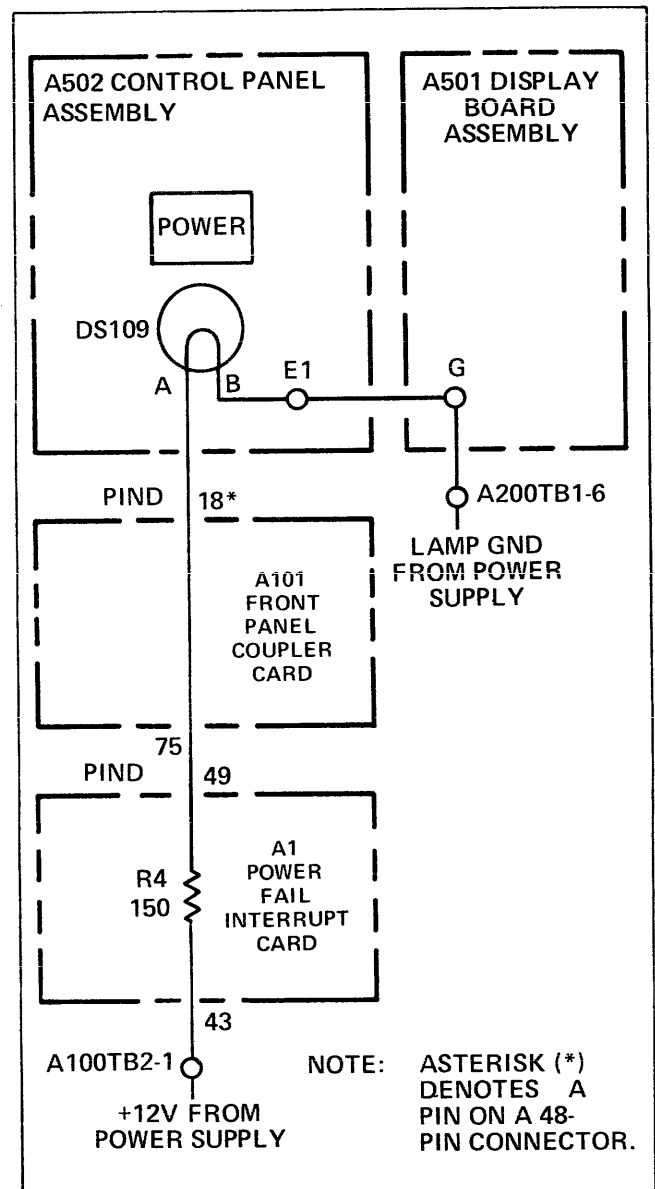 A502 CONTROL PANEL
ASSEMBLY
A501 DISPLAY
BOARD
ASSEMBLY
POWER
DS109
A
B
E1
G
PIND
18*
A200TB1-6
LAMP GND
FROM POWER
SUPPLY
A101
FRONT
PANEL
COUPLER
CARD
75
PIND
49
R4
150
A1
POWER
FAIL
INTERRUPT
CARD
43
A100TB2-1
+12V FROM
POWER SUPPLY
NOTE: ASTERISK (*)
DENOTES A
PIN ON A 48-
PIN CONNECTOR.